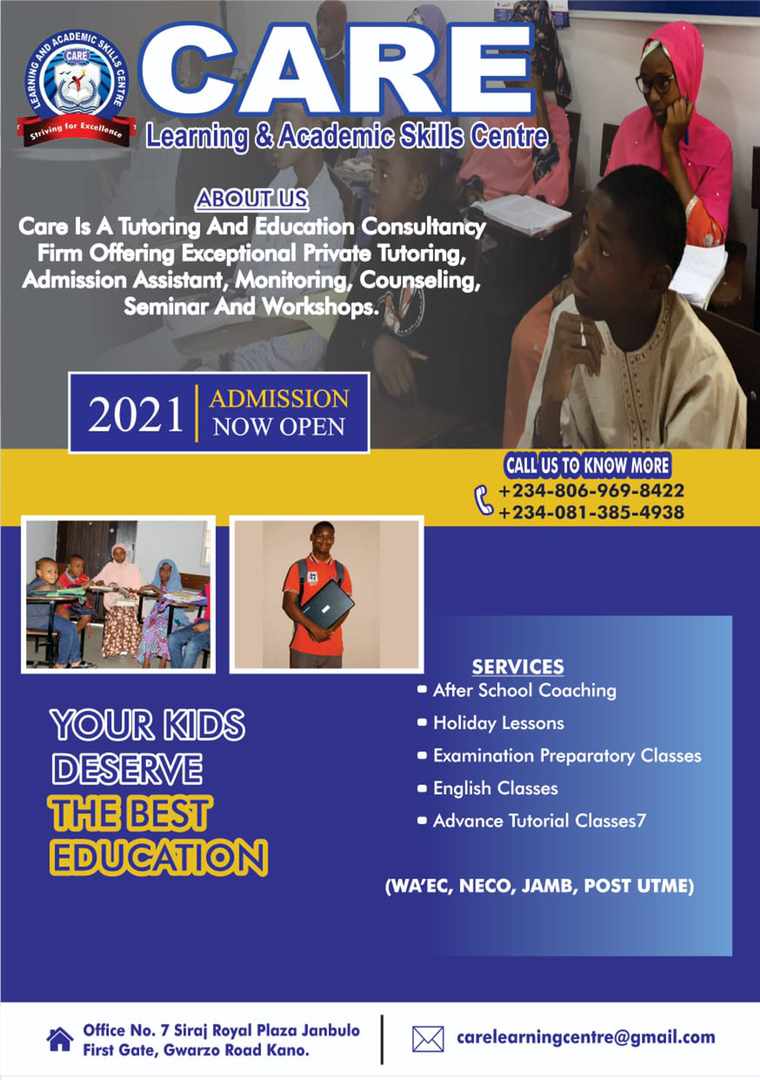 LEARNING AND ACADEMIC SKILLS CENTRE
CARE
Striving for Excellence
CARE
Learning & Academic Skills Centre
ABOUT US
Care Is A Tutoring And Education Consultancy
Firm Offering Exceptional Private Tutoring,
Admission Assistant, Monitoring, Counseling,
Seminar And Workshops.
2021
ADMISSION
NOW OPEN
CALL US TO KNOW MORE
+234-806-969-8422
+234-081-385-4938
YOUR KIDS
DESERVE
THE BEST
EDUCATION
SERVICES
After School Coaching
Holiday Lessons
Examination Preparatory Classes
English Classes
Advance Tutorial Classes7
(WA'EC, NECO, JAMB, POST UTME)
Office No. 7 Siraj Royal Plaza Janbulo
First Gate, Gwarzo Road Kano.
carelearningcentre@gmail.com